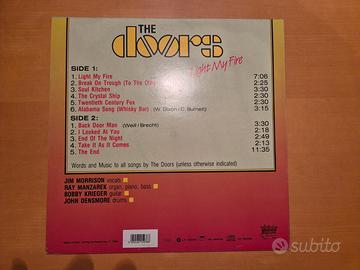 THE
doors
Light My Fire
SIDE 1:
1. Light My Fire 7:06
2. Break On Trough (To The Other 2:25
3. Soul Kitchen 2:30
4. The Crystal Ship 2:30
5. Twentieth Century Fox 2:30
6. Alabama Song (Whisky Bar) (W. Dixon / C. Burnett) 3:15
SIDE 2:
1. Back Door Man (Weill / Brecht) 3:30
2. I Looked At You 2:18
3. End Of The Night 2:49
4. Take It As It Comes 2:13
5. The End 11:35
Words and Music to all songs by The Doors (unless otherwise indicated)
JIM MORRISON vocals
RAY MANZAREK organ, piano, bass
BOBBY KRIEGER guitar
JOHN DENSMORE drums
subito